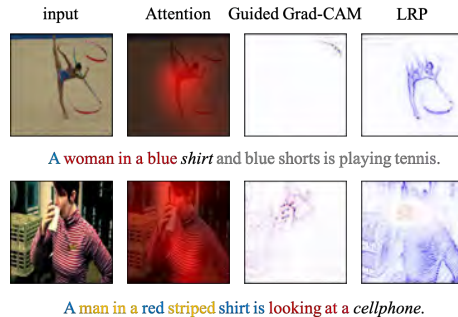 input Attention Guided Grad-CAM LRP
A woman in a blue shirt and blue shorts is playing tennis.
A man in a red striped shirt is looking at a cellphone.